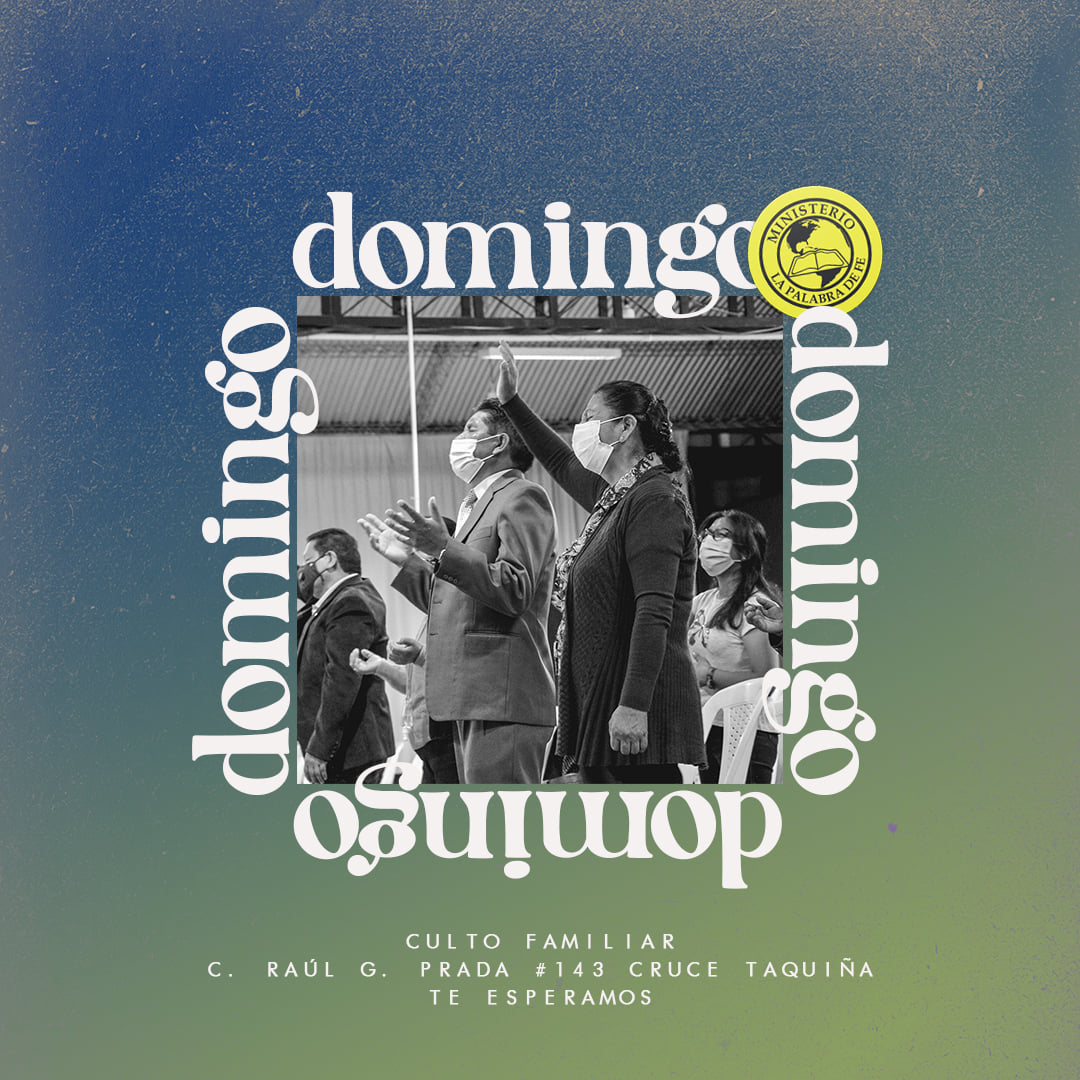 domingo
MINISTERIO
LA PALABRA DE FE
domingo
domingo
domingo
CULTO FAMILIAR
C. RAÚL G. PRADA #143 CRUCE TAQUIÑA
TE ESPERAMOS